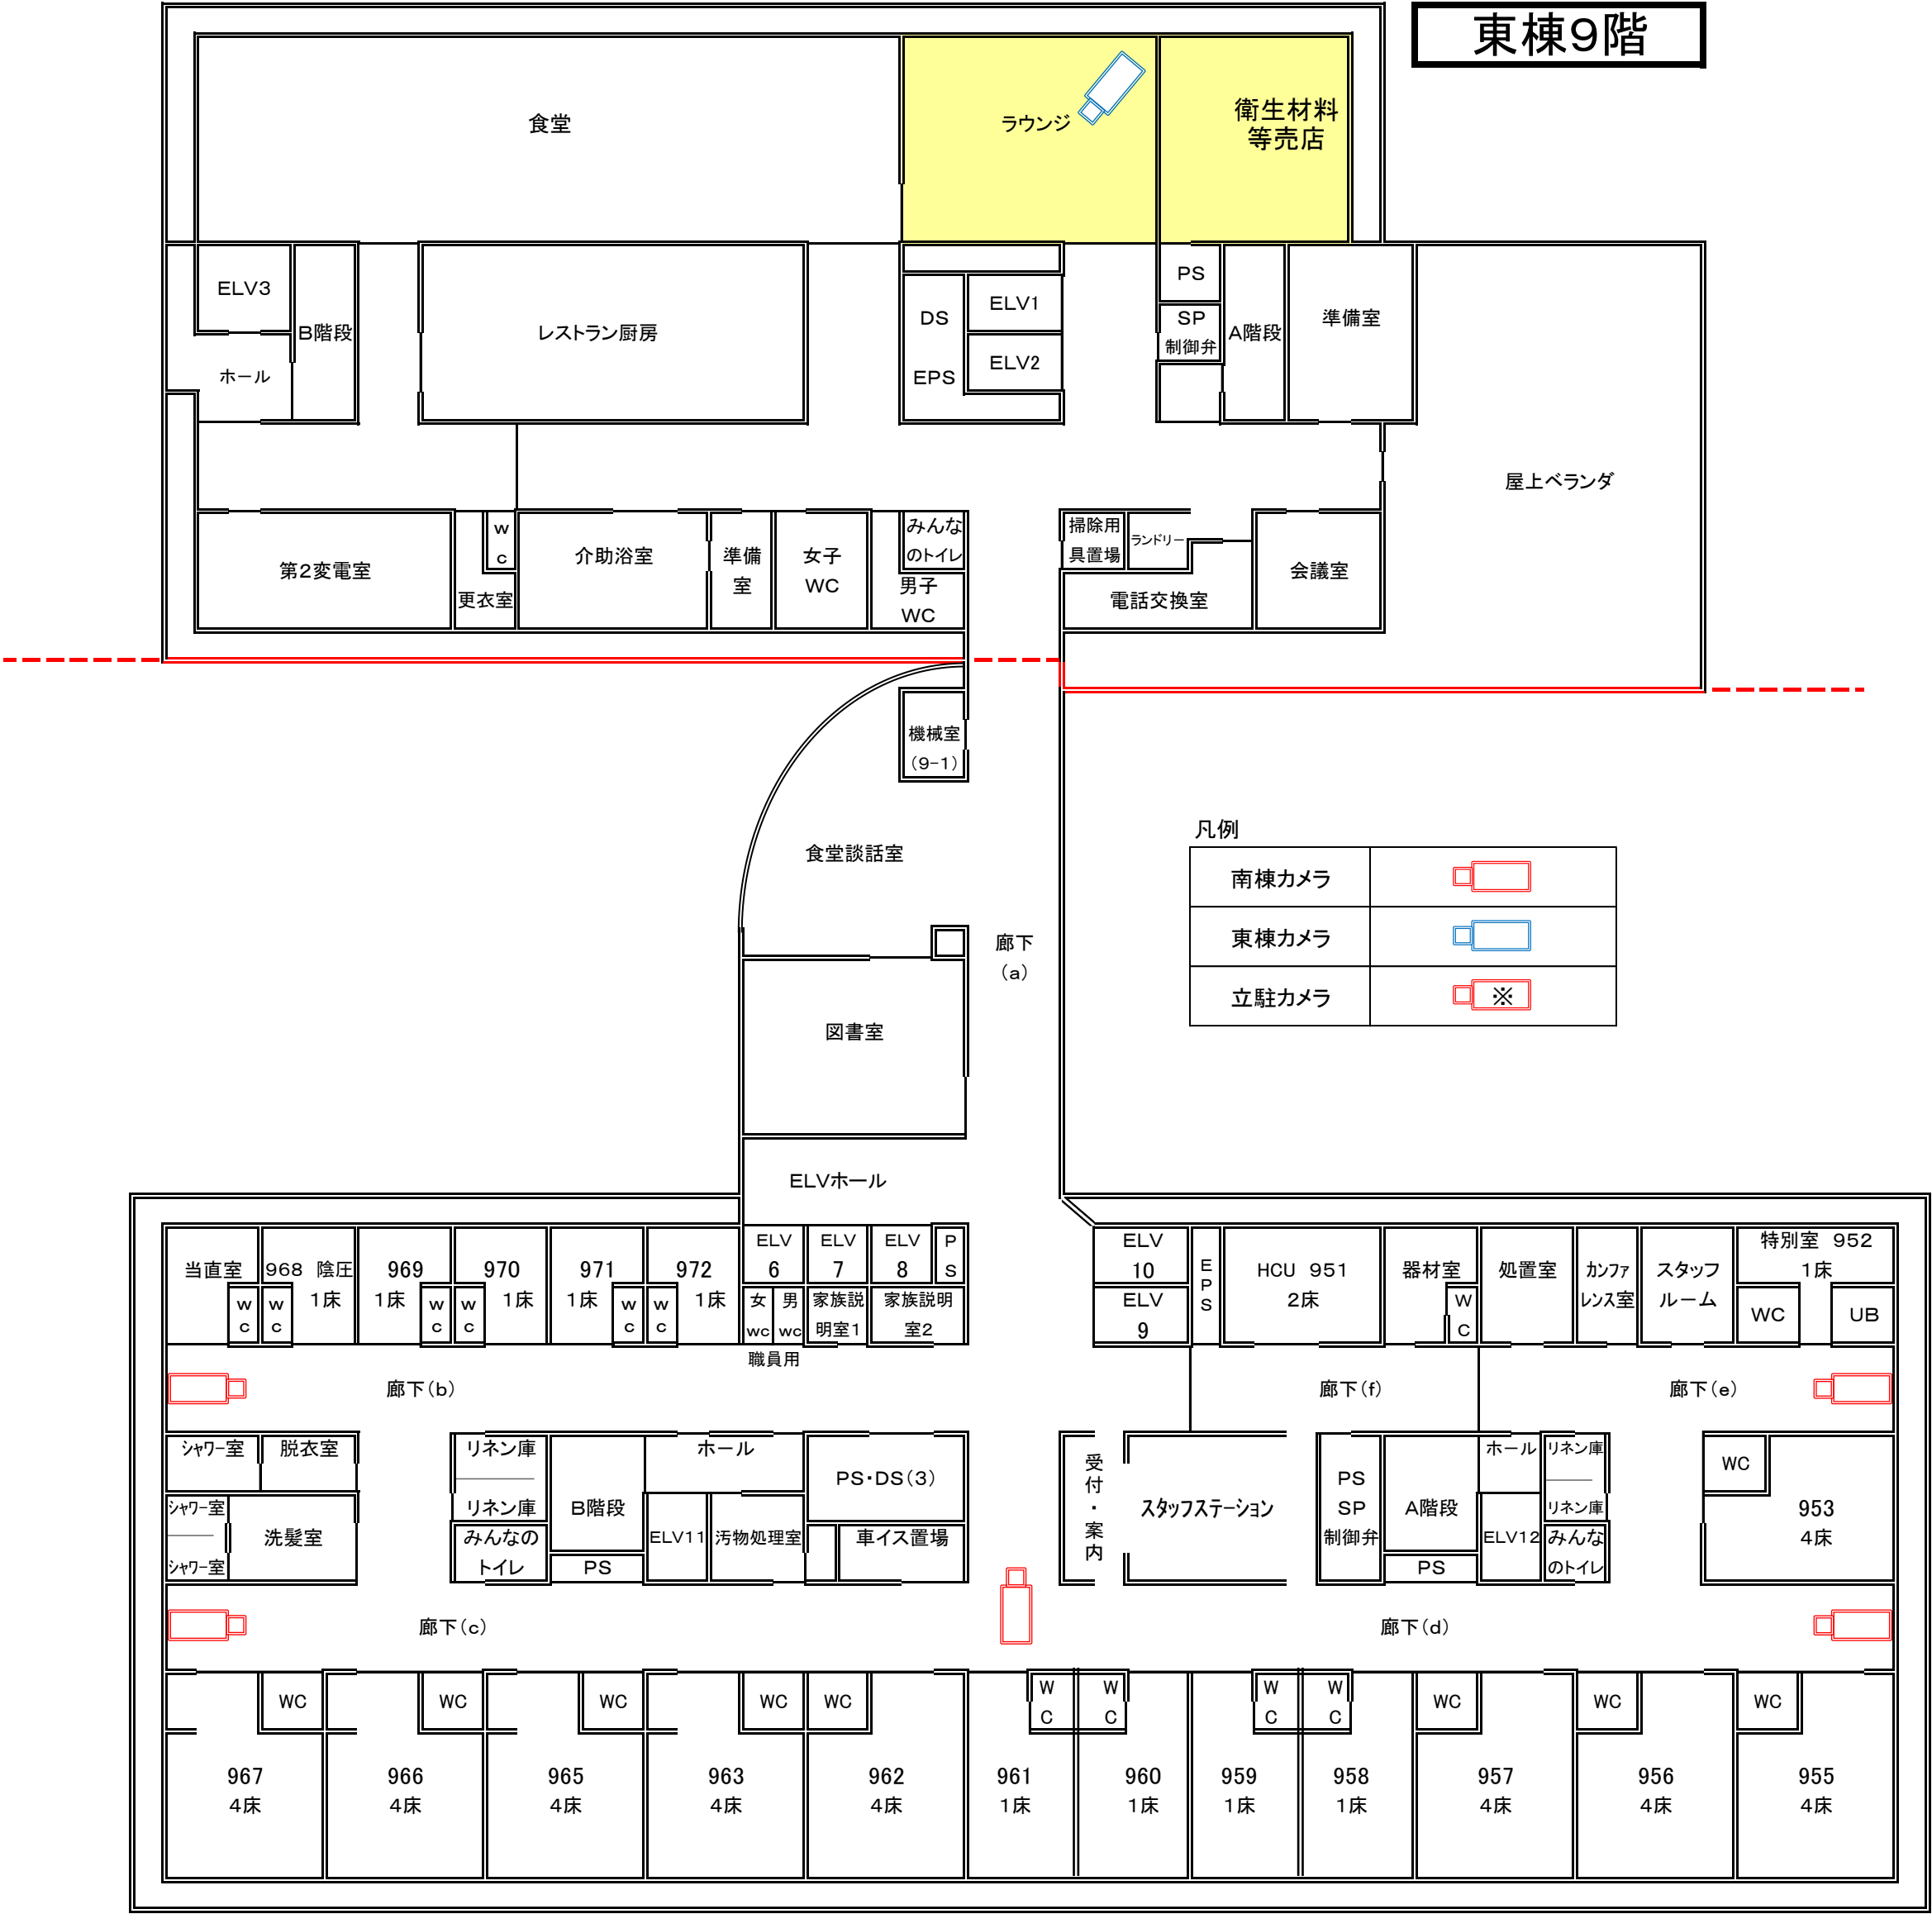 東棟９階
食堂
ラウンジ
衛生材料
等売店
ELV3
B階段
ホール
レストラン厨房
DS
EPS
ELV1
ELV2
PS
SP
制御弁
A階段
準備室
屋上ベランダ
第2変電室
w
c
更衣室
介助浴室
準備
室
女子
WC
みんな
のトイレ
男子
WC
掃除用
具置場
ランドリー
電話交換室
会議室
機械室
(9-1)
食堂談話室
廊下
(a)
図書室
ELVホール
凡例
南棟カメラ
東棟カメラ
立駐カメラ
※
当直室
w
c
968 陰圧
1床
w
c
969
1床
w
c
970
1床
w
c
971
1床
w
c
972
1床
w
c
ELV
6
ELV
7
ELV
8
P
S
女
wc
男
wc
職員用
家族説
明室1
家族説明
室2
ELV
10
ELV
9
E
P
S
HCU 951
2床
器材室
W
C
処置室
カンファ
レンス室
スタッフ
ルーム
特別室 952
1床
WC
UB
廊下(b)
廊下(f)
廊下(e)
シャワー室
脱衣室
シャワー室
シャワー室
洗髪室
リネン庫
リネン庫
みんなの
トイレ
B階段
PS
ホール
ELV11
汚物処理室
PS・DS(3)
車イス置場
受付・案内
スタッフステーション
PS
SP
制御弁
A階段
PS
ホール
ELV12
リネン庫
リネン庫
みんな
のトイレ
WC
953
4床
廊下(c)
廊下(d)
WC
967
4床
WC
966
4床
WC
965
4床
WC
963
4床
WC
962
4床
W
C
961
1床
W
C
960
1床
W
C
959
1床
W
C
958
1床
WC
957
4床
WC
956
4床
WC
955
4床